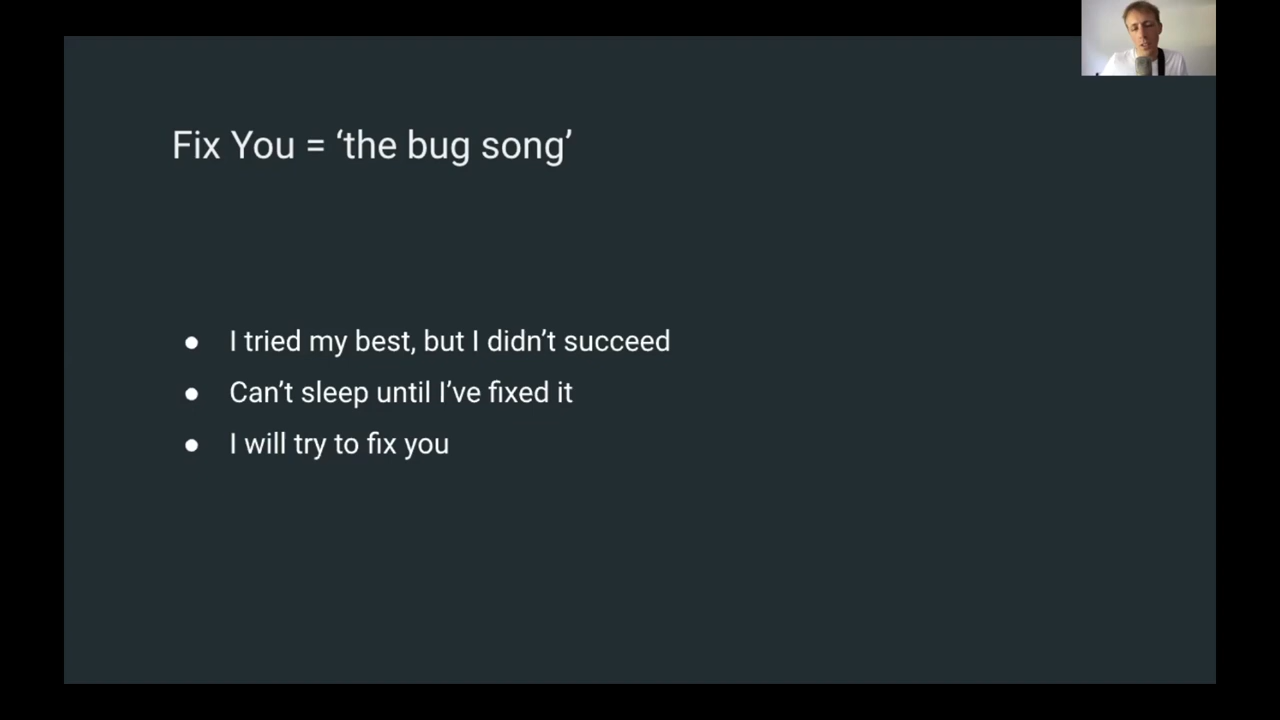 Fix You = ‘the bug song’
● I tried my best, but I didn’t succeed
● Can’t sleep until I’ve fixed it
● I will try to fix you